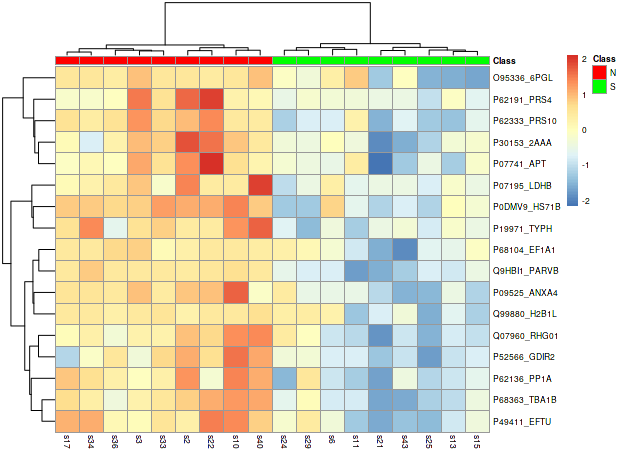 Class
O95336_6PGL
P62191_PRS4
P62333_PRS10
P30153_2AAA
P07741_APT
P07195_LDHB
P0DMV9_HS71B
P19971_TYPH
P68104_EF1A1
Q9HBI1_PARVB
P09525_ANXA4
Q99880_H2B1L
Q07960_RHG01
P52566_GDIR2
P62136_PP1A
P68363_TBA1B
P49411_EFTU
s17 s34 s36 s3 s33 s2 s22 s10 s40 s24 s29 s6 s11 s21 s43 s25 s13 s15
2
1
0
-1
-2
Class
N
S